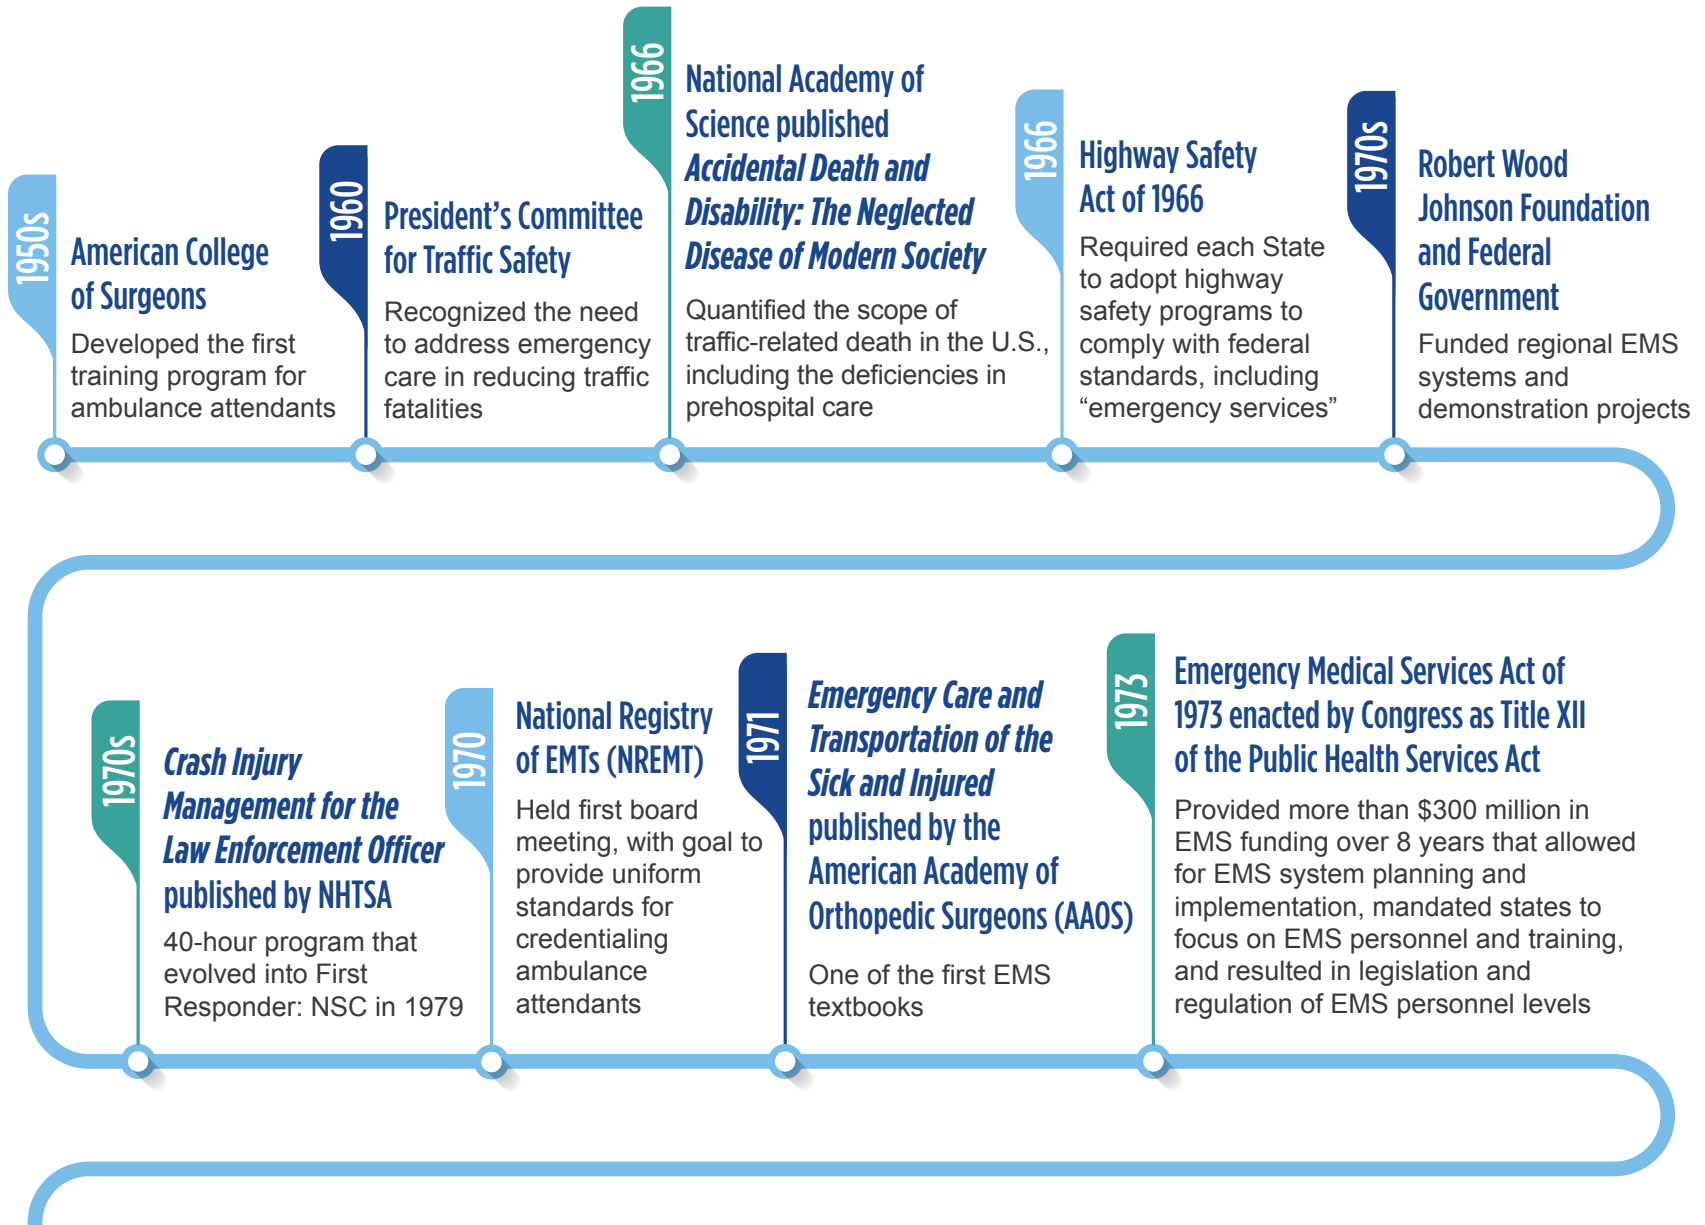 1950s
American College
of Surgeons
Developed the first
training program for
ambulance attendants
1960
President’s Committee
for Traffic Safety
Recognized the need
to address emergency
care in reducing traffic
fatalities
1966
National Academy of
Science published
Accidental Death and
Disability: The Neglected
Disease of Modern Society
Quantified the scope of
traffic-related death in the U.S.,
including the deficiencies in
prehospital care
1966
Highway Safety
Act of 1966
Required each State
to adopt highway
safety programs to
comply with federal
standards, including
“emergency services”
1970s
Robert Wood
Johnson Foundation
and Federal
Government
Funded regional EMS
systems and
demonstration projects
1970s
Crash Injury
Management for the
Law Enforcement Officer
published by NHTSA
40-hour program that
evolved into First
Responder: NSC in 1979
1970
National Registry
of EMTs (NREMT)
Held first board
meeting, with goal to
provide uniform
standards for
credentialing
ambulance
attendants
1971
Emergency Care and
Transportation of the
Sick and Injured
published by the
American Academy of
Orthopedic Surgeons (AAOS)
One of the first EMS
textbooks
1973
Emergency Medical Services Act of
1973 enacted by Congress as Title XII
of the Public Health Services Act
Provided more than $300 million in
EMS funding over 8 years that allowed
for EMS system planning and
implementation, mandated states to
focus on EMS personnel and training,
and resulted in legislation and
regulation of EMS personnel levels